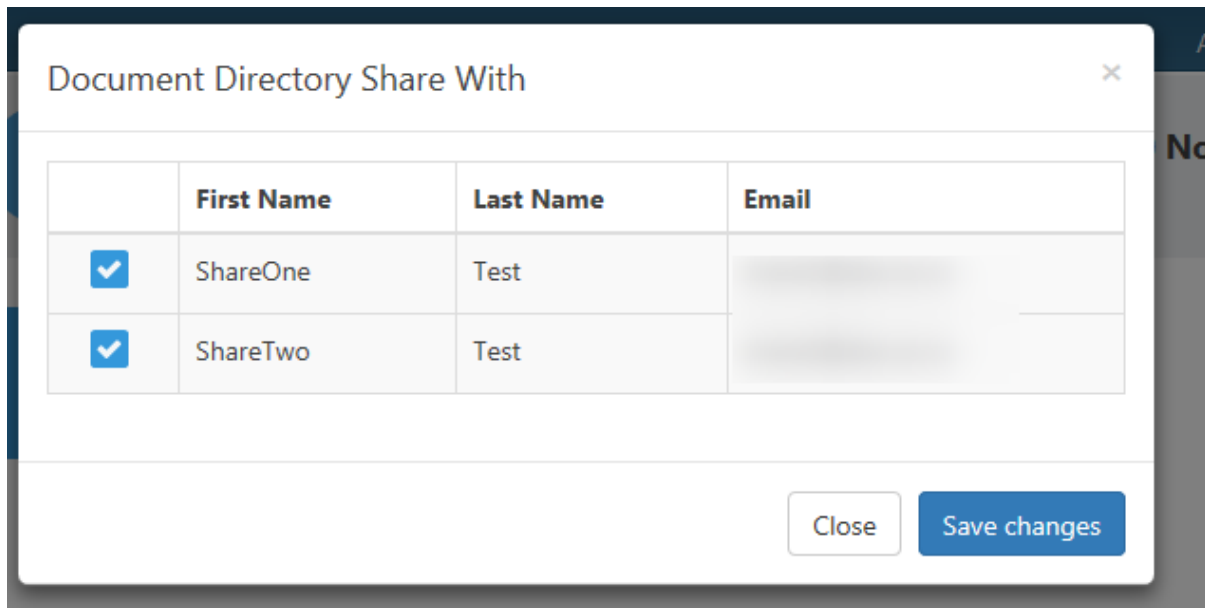 Document Directory Share With ×
First Name Last Name Email
ShareOne Test
ShareTwo Test
Close Save changes